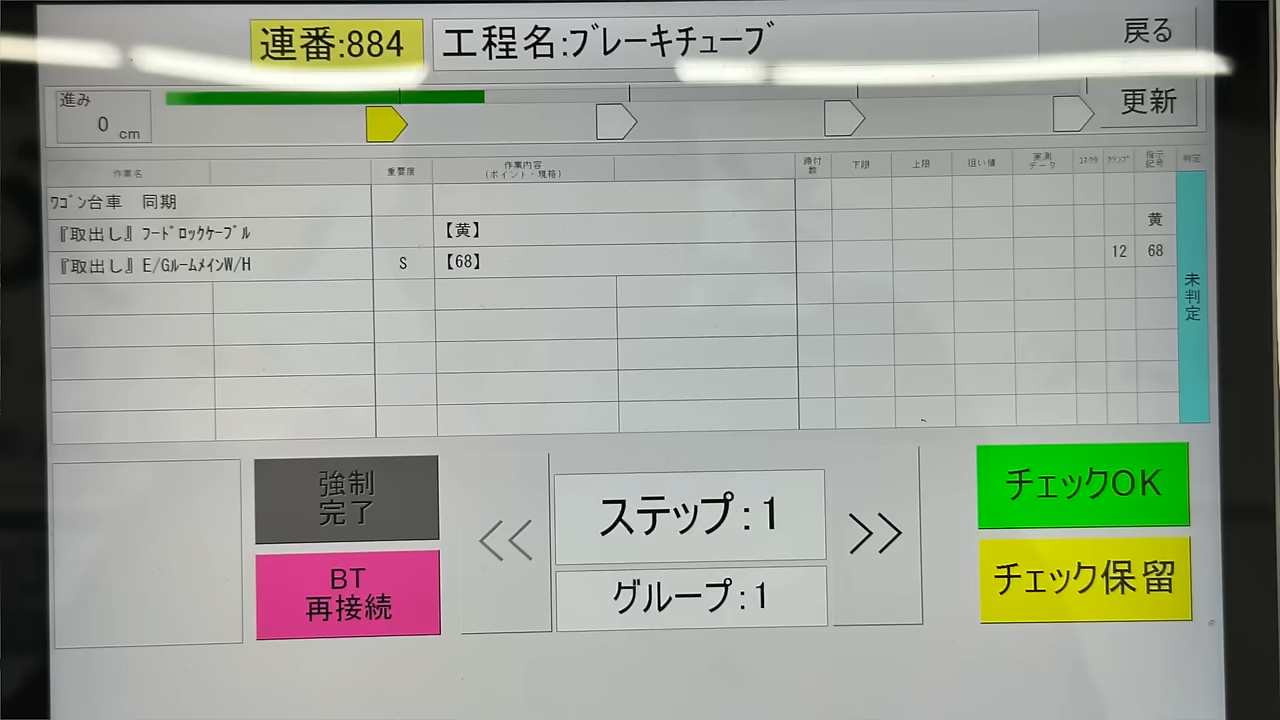 連番:884
工程名:ﾌﾞレーキチューブ
戻る
進み
0 cm
更新
作業名
重要度
作業内容
(ポイント・規格)
締付
数
下限
上限
狙い値
実測
データ
ｺﾈｸﾀ
ｸﾗﾝﾌﾟ
指示
記号
判定
ﾜｺﾞﾝ台車 同期
『取出し』ﾌｰﾄﾞﾛｯｸｹｰﾌﾞﾙ 【黄】 黄
『取出し』E/GﾙｰﾑﾒｲﾝW/H S 【68】 12 68
未判定
強制
完了
BT
再接続
<<
ステップ:1
グループ:1
>>
チェックOK
チェック保留